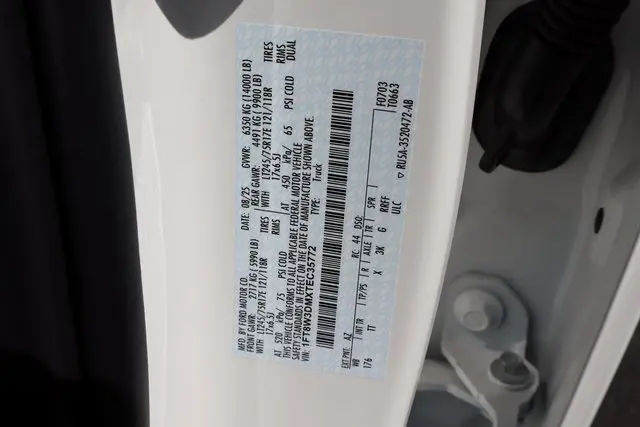 MFD. BY FORD MOTOR CO.
DATE: 08/25 GVWR: 6350 KG (14000 LB)
FRONT GAWR: 2717 KG (5990 LB) REAR GAWR: 4491 KG (9900 LB)
WITH LT245/75R17E 121/118R TIRES WITH LT245/75R17E 121/118R TIRES
17x6.5J RIMS 17x6.5J RIMS
AT 520 kPa/ 75 PSI COLD AT 450 kPa/ 65 PSI COLD DUAL
THIS VEHICLE CONFORMS TO ALL APPLICABLE FEDERAL MOTOR VEHICLE
SAFETY STANDARDS IN EFFECT ON THE DATE OF MANUFACTURE SHOWN ABOVE.
VIN: 1FT8W3DMXTEC35772 TYPE: Truck
F0703
T0663
EXT PNT: AZ RC: 44 DSO:
WB INT TR TP/PS R AXLE TR SPR
176 TT X 3K G RRFF
ULC
RU5A-3520472-AB